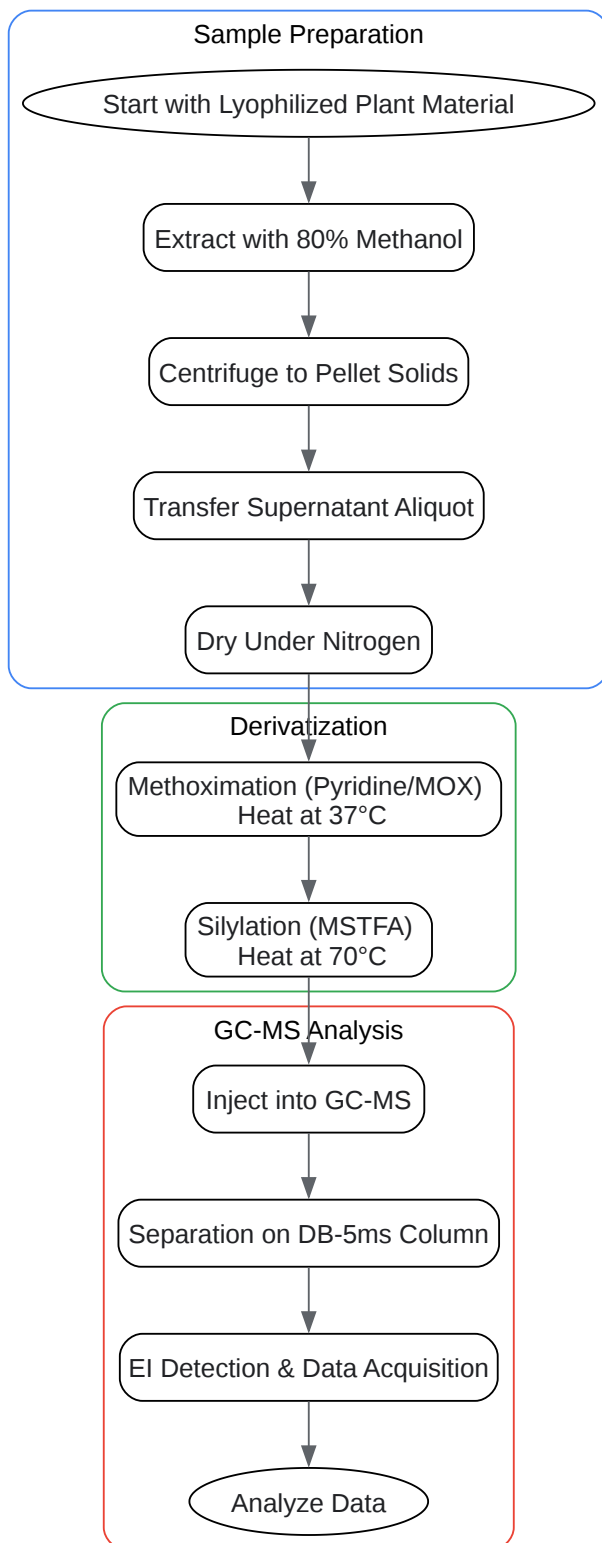 Sample Preparation
Start with Lyophilized Plant Material
Extract with 80% Methanol
Centrifuge to Pellet Solids
Transfer Supernatant Aliquot
Dry Under Nitrogen
Derivatization
Methoximation (Pyridine/MOX)
Heat at 37°C
Silylation (MSTFA)
Heat at 70°C
GC-MS Analysis
Inject into GC-MS
Separation on DB-5ms Column
EI Detection & Data Acquisition
Analyze Data